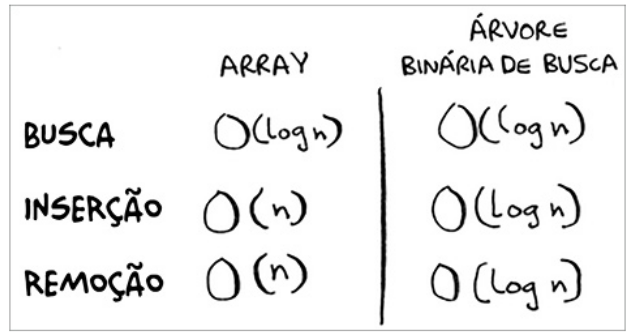 ARRAY ÁRVORE
BINÁRIA DE BUSCA
BUSCA O(log n) O(log n)
INSERÇÃO O(n) O(log n)
REMOÇÃO O(n) O(log n)